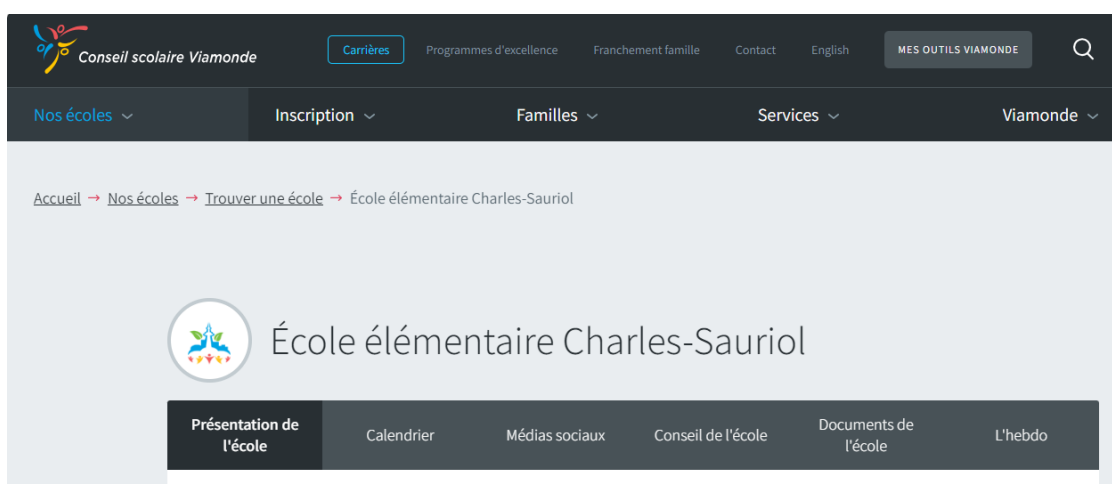 Conseil scolaire Viamonde
Carrières Programmes d'excellence Franchement famille Contact English MES OUTILS VIAMONDE
Nos écoles Inscription Familles Services Viamonde
Accueil → Nos écoles → Trouver une école → École élémentaire Charles-Sauriol
École élémentaire Charles-Sauriol
Présentation de
l'école
Calendrier
Médias sociaux
Conseil de l'école
Documents de
l'école
L'hebdo